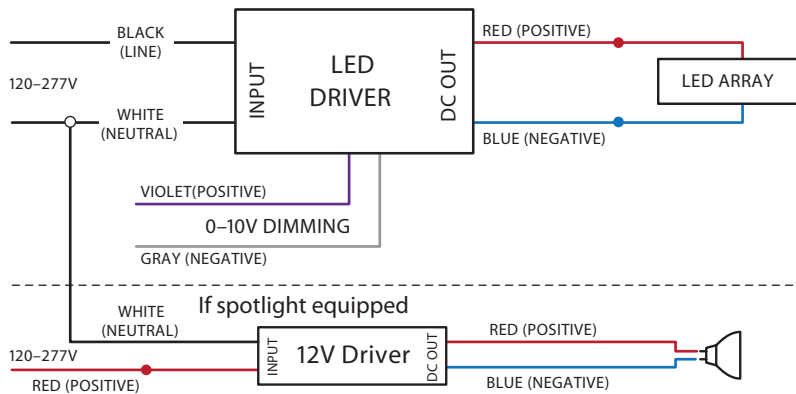 BLACK
(LINE)
RED (POSITIVE)
LED
DRIVER
INPUT
DC OUT
LED ARRAY
120–277V
WHITE
(NEUTRAL)
BLUE (NEGATIVE)
VIOLET(POSITIVE)
0–10V DIMMING
GRAY (NEGATIVE)
If spotlight equipped
WHITE
(NEUTRAL)
RED (POSITIVE)
INPUT
12V Driver
DC OUT
120–277V
RED (POSITIVE)
BLUE (NEGATIVE)